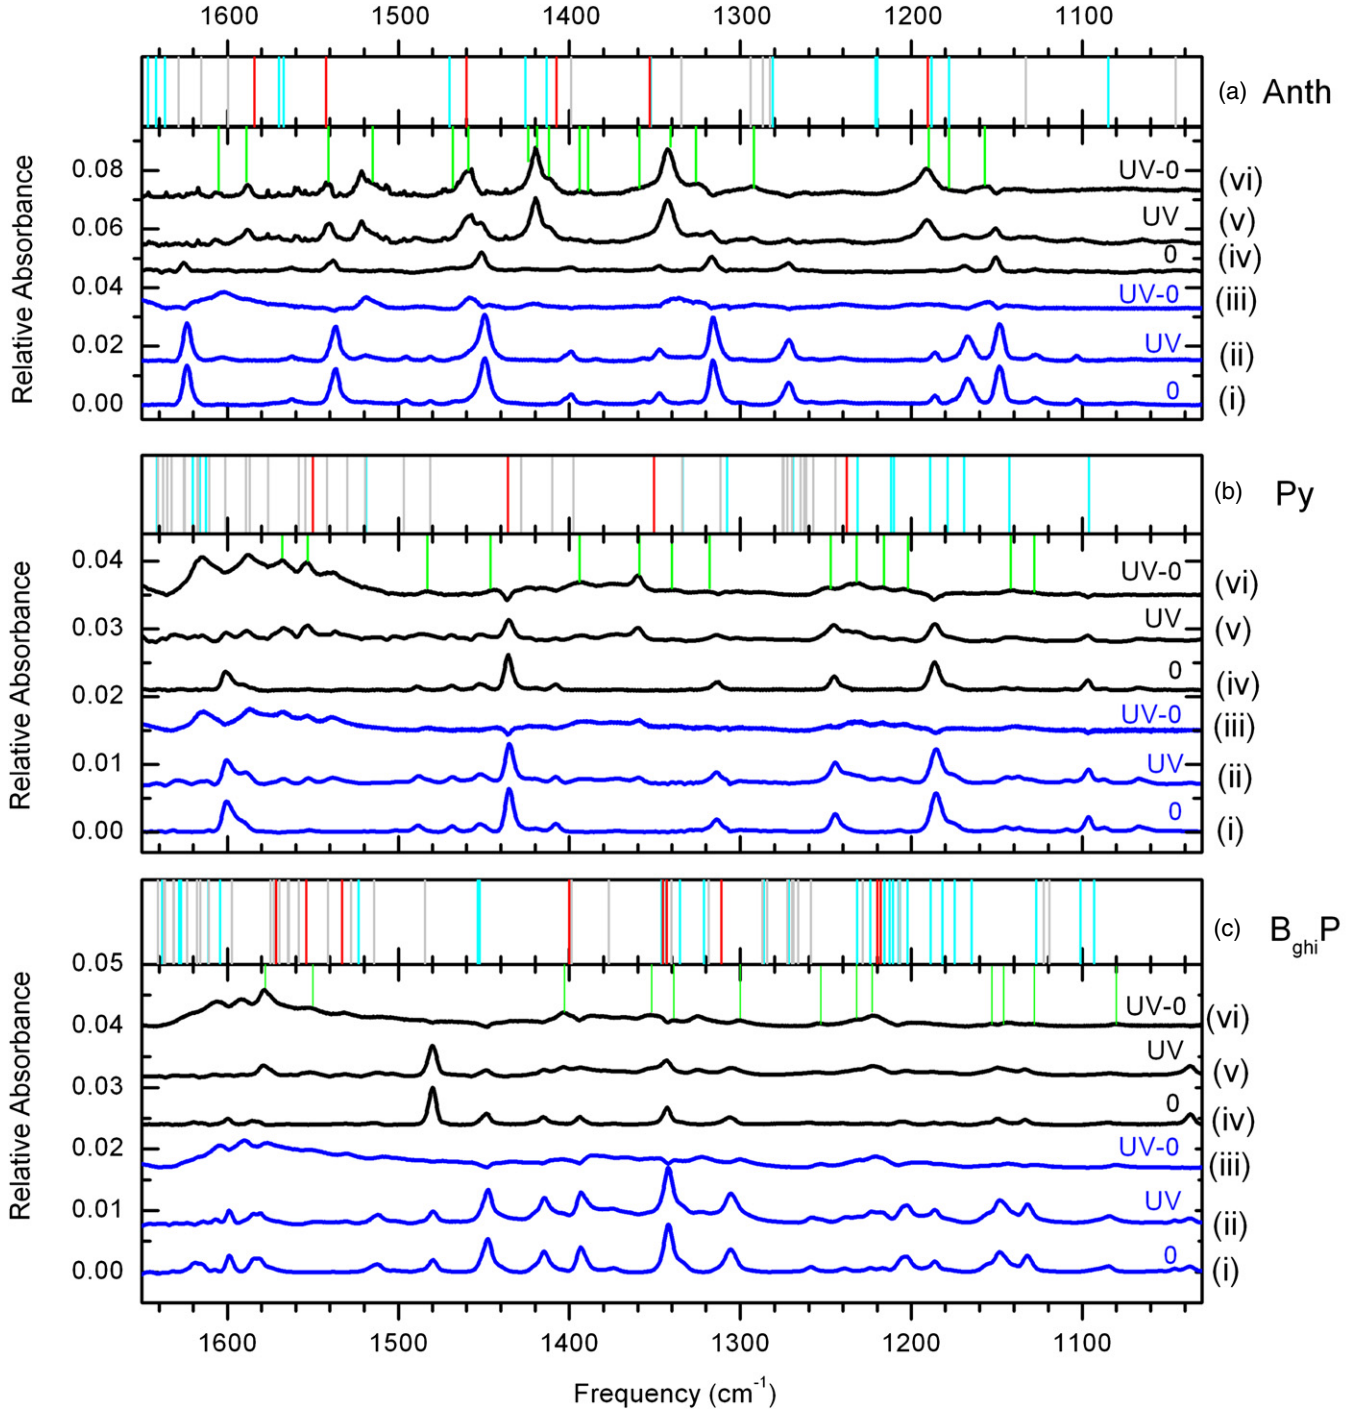 1600 1500 1400 1300 1200 1100
(a) Anth
Relative Absorbance
0.08
0.06
0.04
0.02
0.00
UV-0 (vi)
UV (v)
0 (iv)
UV-0 (iii)
UV (ii)
0 (i)
(b) Py
Relative Absorbance
0.04
0.03
0.02
0.01
0.00
UV-0 (vi)
UV (v)
0 (iv)
UV-0 (iii)
UV (ii)
0 (i)
(c) BghiP
Relative Absorbance
0.05
0.04
0.03
0.02
0.01
0.00
UV-0 (vi)
UV (v)
0 (iv)
UV-0 (iii)
UV (ii)
0 (i)
1600 1500 1400 1300 1200 1100
Frequency (cm⁻¹)